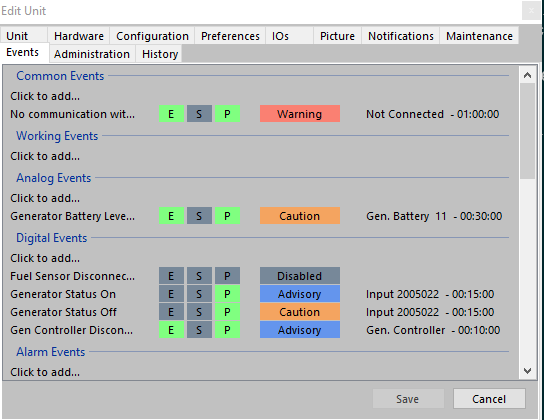 Edit Unit
x
Unit Hardware Configuration Preferences IOs Picture Notifications Maintenance
Events Administration History
Common Events
Click to add...
No communication wit... E S P Warning Not Connected - 01:00:00
Working Events
Click to add...
Analog Events
Click to add...
Generator Battery Leve... E S P Caution Gen. Battery 11 - 00:30:00
Digital Events
Click to add...
Fuel Sensor Disconnec... E S P Disabled
Generator Status On E S P Advisory Input 2005022 - 00:15:00
Generator Status Off E S P Caution Input 2005022 - 00:15:00
Gen Controller Discon... E S P Advisory Gen. Controller - 00:10:00
Alarm Events
Click to add...
Save Cancel